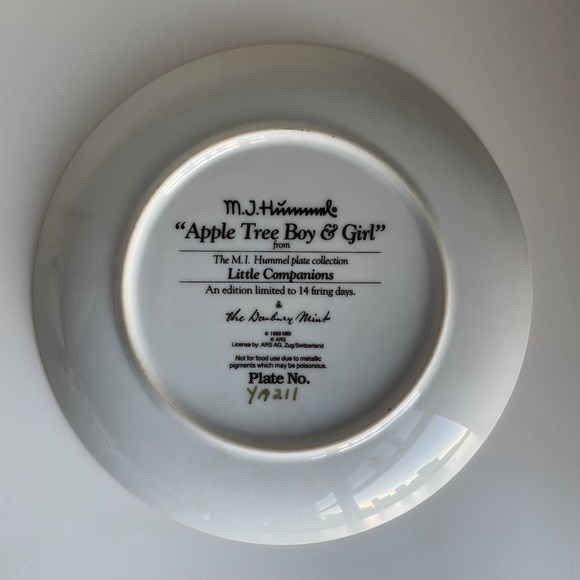 M.J.Hummel
"Apple Tree Boy & Girl"
from
The M.I. Hummel plate collection
Little Companions
An edition limited to 14 firing days.
&
the Danbury Mint
© 1989 MBI
© ARS
License by: ARS AG, Zug/Switzerland
Not for food use due to metallic
pigments which may be poisonous.
Plate No.
YA211